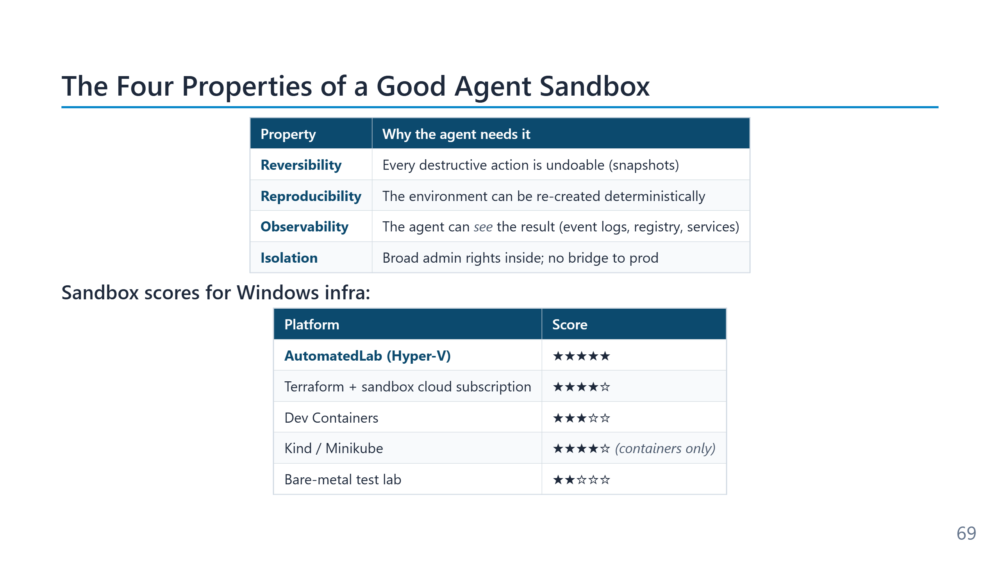 The Four Properties of a Good Agent Sandbox
Property Why the agent needs it
Reversibility Every destructive action is undoable (snapshots)
Reproducibility The environment can be re-created deterministically
Observability The agent can see the result (event logs, registry, services)
Isolation Broad admin rights inside; no bridge to prod
Sandbox scores for Windows infra:
Platform Score
AutomatedLab (Hyper-V) ★★★★★
Terraform + sandbox cloud subscription ★★★★☆
Dev Containers ★★★☆☆
Kind / Minikube ★★★★☆ (containers only)
Bare-metal test lab ★★☆☆☆
69